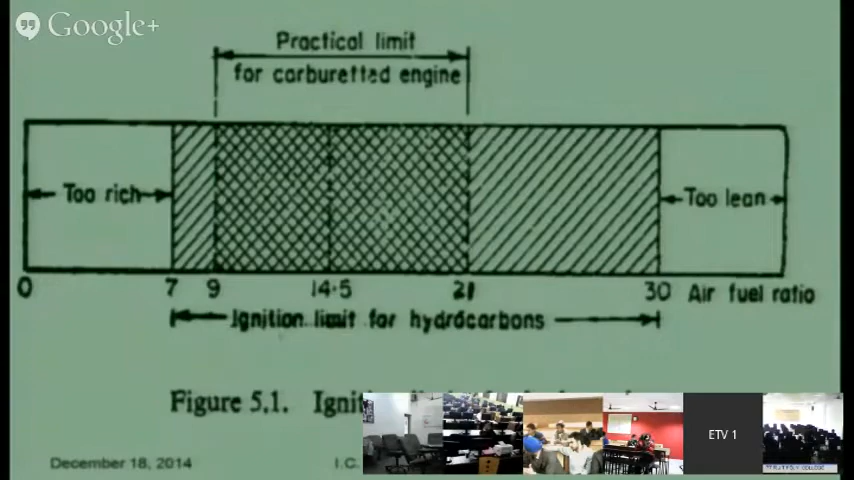 Google+
Practical limit
for carburetted engine
Too rich
Too lean
0 7 9 14.5 21 30 Air fuel ratio
Ignition limit for hydrocarbons
Figure 5.1.
December 18, 2014 I.C.
ETV 1